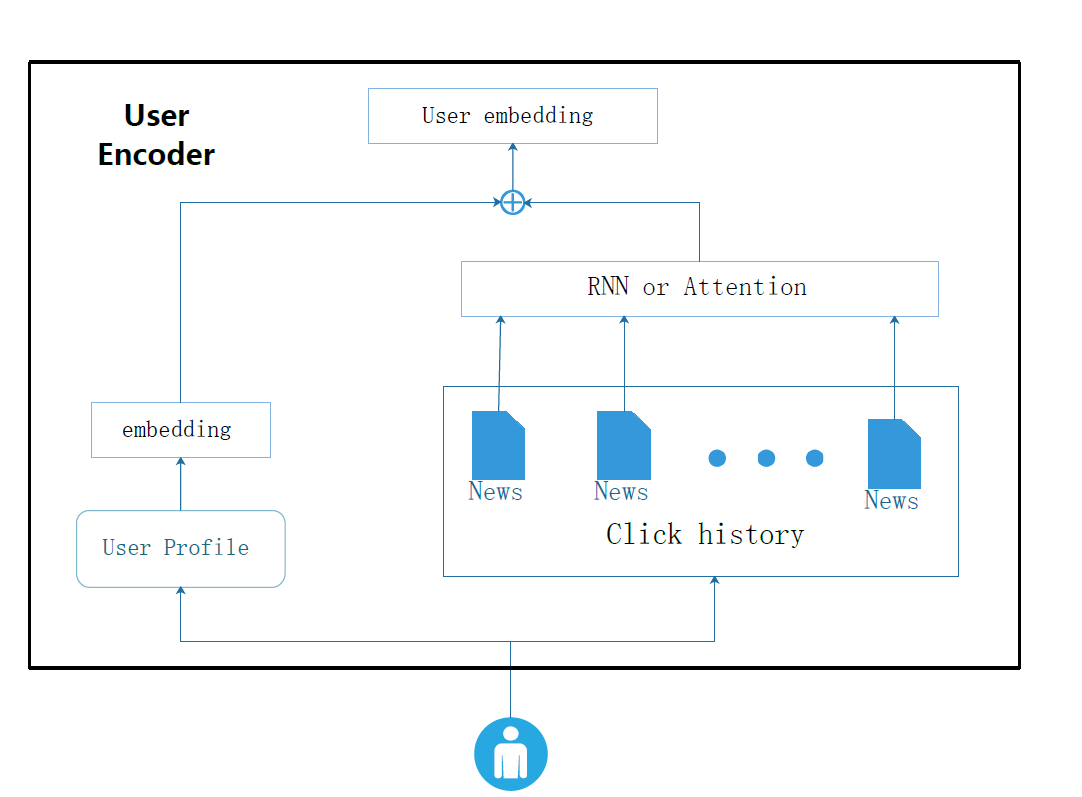 User
Encoder
User embedding
RNN or Attention
embedding
News
News
News
User Profile
Click history